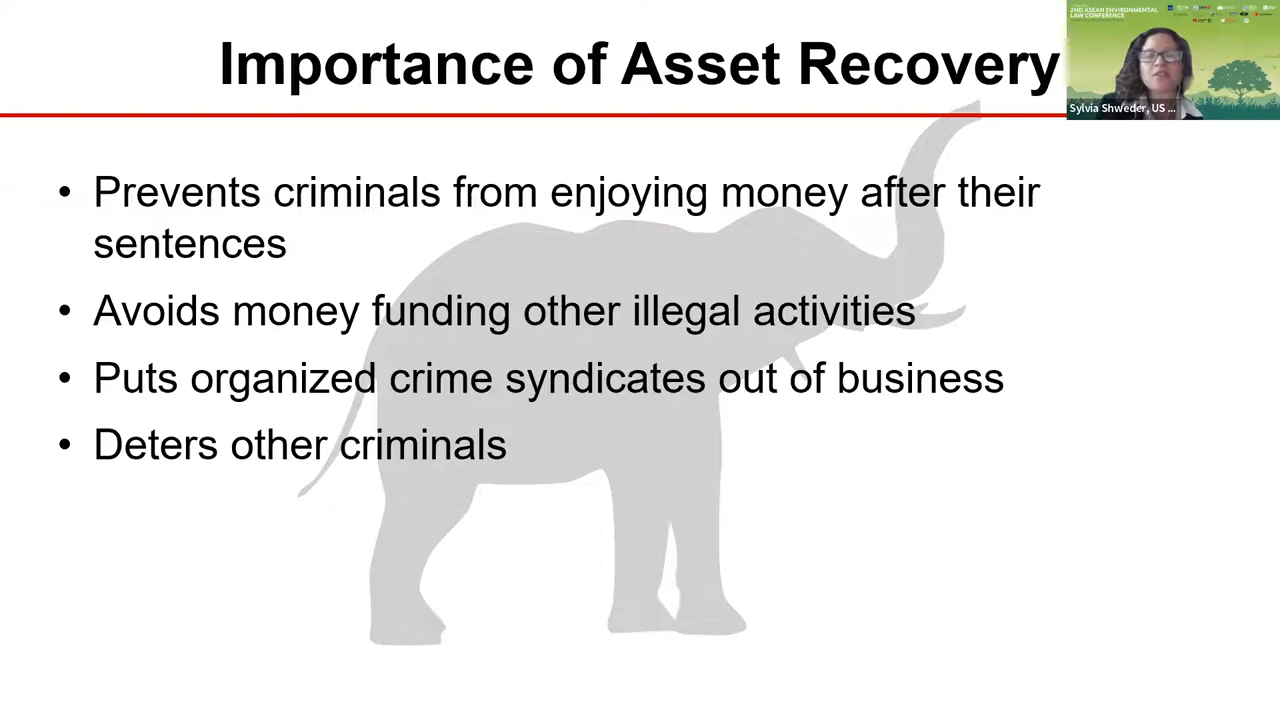 Importance of Asset Recovery
2ND ASEAN ENVIRONMENTAL
LAW CONFERENCE
Sylvia Shweder, US ...
• Prevents criminals from enjoying money after their
sentences
• Avoids money funding other illegal activities
• Puts organized crime syndicates out of business
• Deters other criminals